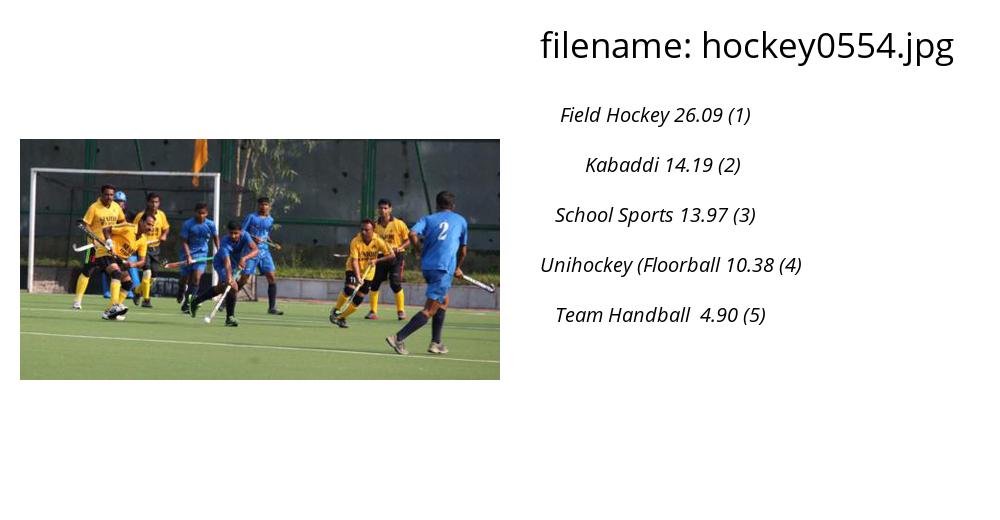 filename: hockey0554.jpg
Field Hockey 26.09 (1)
Kabaddi 14.19 (2)
School Sports 13.97 (3)
Unihockey (Floorball 10.38 (4)
Team Handball 4.90 (5)
2